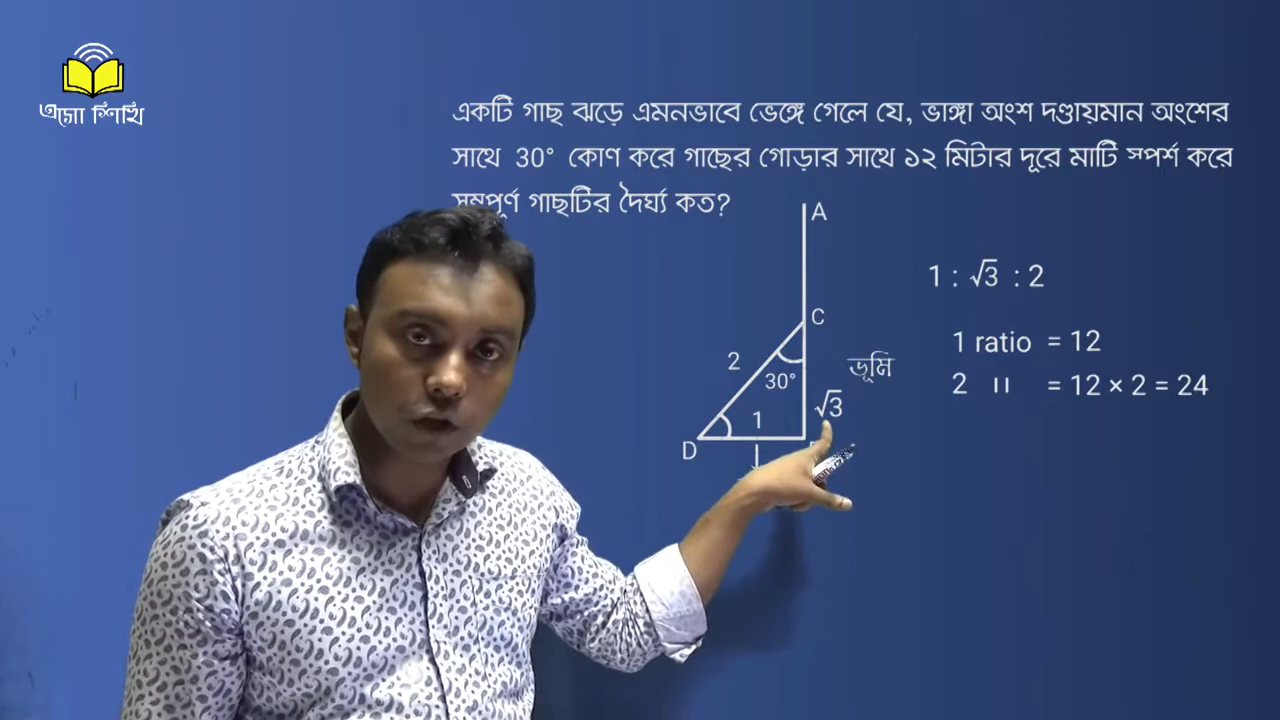 এসো শিখি
একটি গাছ ঝড়ে এমনভাবে ভেঙ্গে গেলে যে, ভাঙ্গা অংশ দণ্ডায়মান অংশের
সাথে 30° কোণ করে গাছের গোড়ার সাথে ১২ মিটার দূরে মাটি স্পর্শ করে
সম্পূর্ণ গাছটির দৈর্ঘ্য কত?
A
1 : √3 : 2
C
1 ratio = 12
2
ভূমি
30°
2 II = 12 × 2 = 24
√3
1
D